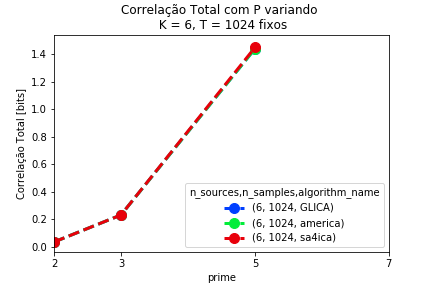 Correlação Total com P variando
K = 6, T = 1024 fixos
Correlação Total [bits]
1.4
1.2
1.0
0.8
0.6
0.4
0.2
0.0
n_sources,n_samples,algorithm_name
(6, 1024, GLICA)
(6, 1024, america)
(6, 1024, sa4ica)
2 3 5 7
prime